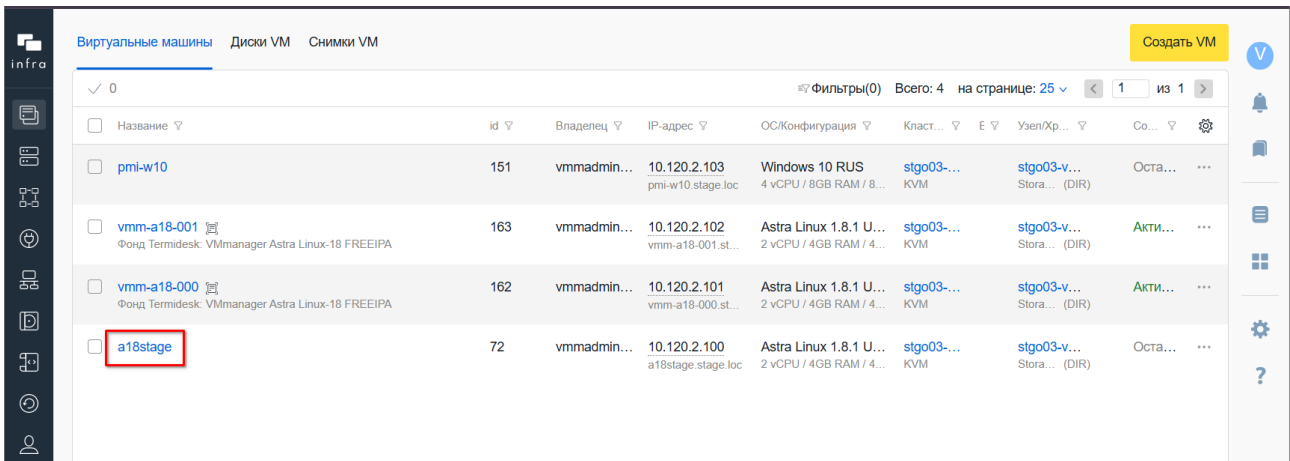 infra
Виртуальные машины Диски VM Снимки VM Создать VM
V
0 Фильтры(0) Всего: 4 на странице: 25 1 из 1
Название id Владелец IP-адрес ОС/Конфигурация Класт... Е Узел/Хр... Со...
pmi-w10 151 vmmadmin... 10.120.2.103 Windows 10 RUS stgo03-... stgo03-v... Оста... ...
pmi-w10.stage.loc 4 vCPU / 8GB RAM / 8... KVM Stora... (DIR)
vmm-a18-001 163 vmmadmin... 10.120.2.102 Astra Linux 1.8.1 U... stgo03-... stgo03-v... Акти... ...
Фонд Termidesk: VMmanager Astra Linux-18 FREEIPA vmm-a18-001.st... 2 vCPU / 4GB RAM / 4... KVM Stora... (DIR)
vmm-a18-000 162 vmmadmin... 10.120.2.101 Astra Linux 1.8.1 U... stgo03-... stgo03-v... Акти... ...
Фонд Termidesk: VMmanager Astra Linux-18 FREEIPA vmm-a18-000.st... 2 vCPU / 4GB RAM / 4... KVM Stora... (DIR)
a18stage 72 vmmadmin... 10.120.2.100 Astra Linux 1.8.1 U... stgo03-... stgo03-v... Оста... ...
a18stage.stage.loc 2 vCPU / 4GB RAM / 4... KVM Stora... (DIR)